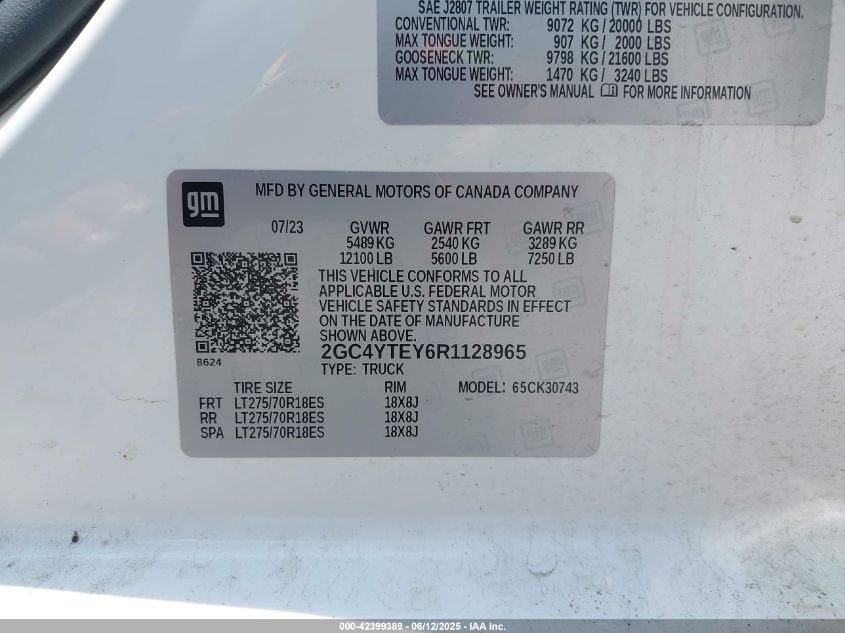 SAE J2807 TRAILER WEIGHT RATING (TWR) FOR VEHICLE CONFIGURATION.
CONVENTIONAL TWR: 9072 KG / 20000 LBS
MAX TONGUE WEIGHT: 907 KG / 2000 LBS
GOOSENECK TWR: 9798 KG / 21600 LBS
MAX TONGUE WEIGHT: 1470 KG / 3240 LBS
SEE OWNER'S MANUAL FOR MORE INFORMATION
gm MFD BY GENERAL MOTORS OF CANADA COMPANY
07/23 GVWR GAWR FRT GAWR RR
5489 KG 2540 KG 3289 KG
12100 LB 5600 LB 7250 LB
THIS VEHICLE CONFORMS TO ALL
APPLICABLE U.S. FEDERAL MOTOR
VEHICLE SAFETY STANDARDS IN EFFECT
ON THE DATE OF MANUFACTURE
SHOWN ABOVE.
2GC4YTEY6R1128965
8624
TYPE: TRUCK
TIRE SIZE RIM MODEL: 65CK30743
FRT LT275/70R18ES 18X8J
RR LT275/70R18ES 18X8J
SPA LT275/70R18ES 18X8J
000-42399389 - 06/12/2025 - IAA Inc.